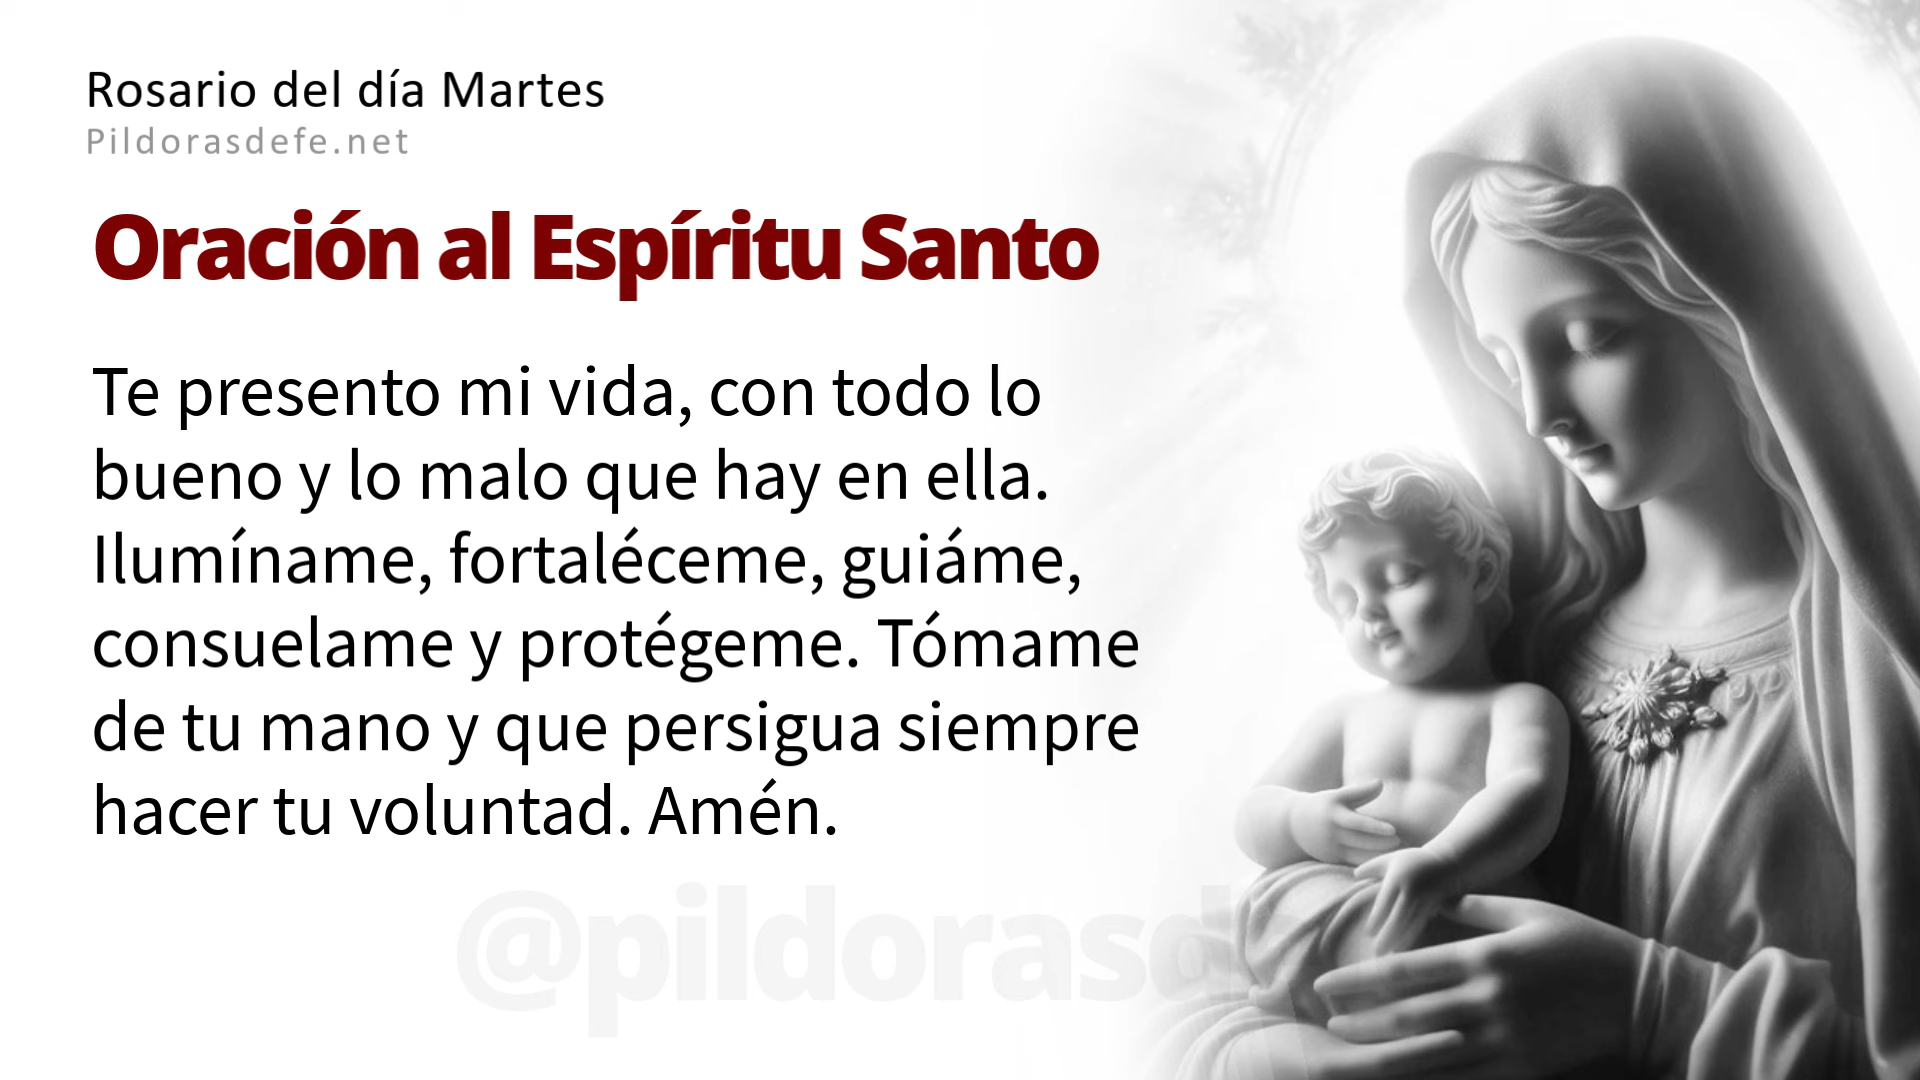 Rosario del día Martes
Pildorasdefe.net
Oración al Espíritu Santo
Te presento mi vida, con todo lo
bueno y lo malo que hay en ella.
Ilumíname, fortaléceme, guiáme,
consuelame y protégeme. Tómame
de tu mano y que persigua siempre
hacer tu voluntad. Amén.
@pildorasd